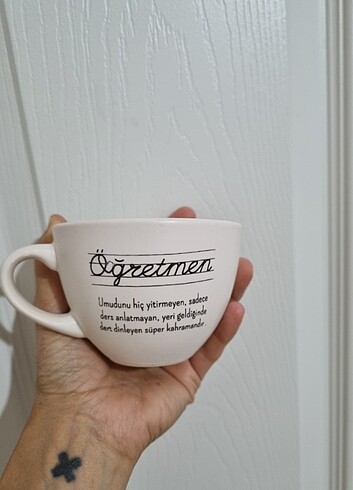 Öğretmen
Umudunu hiç yitirmeyen, sadece
ders anlatmayan, yeri geldiğinde
dert dinleyen süper kahramandır.